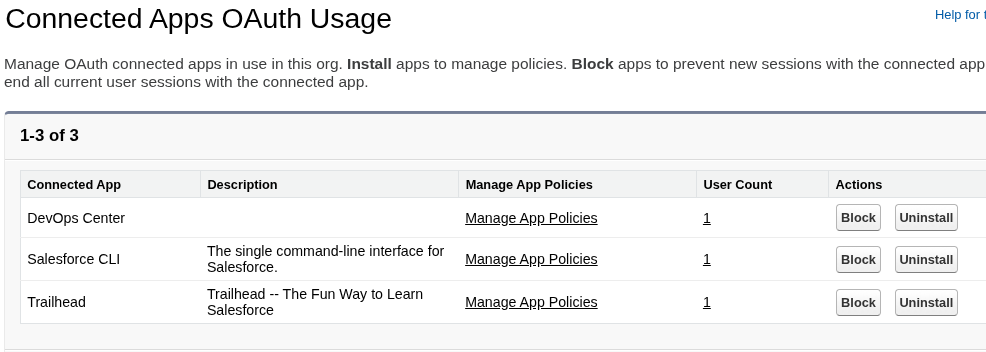 Connected Apps OAuth Usage
Help for t
Manage OAuth connected apps in use in this org. Install apps to manage policies. Block apps to prevent new sessions with the connected app
end all current user sessions with the connected app.
1-3 of 3
Connected App Description Manage App Policies User Count Actions
DevOps Center Manage App Policies 1 Block Uninstall
Salesforce CLI The single command-line interface for Salesforce. Manage App Policies 1 Block Uninstall
Trailhead Trailhead -- The Fun Way to Learn Salesforce Manage App Policies 1 Block Uninstall